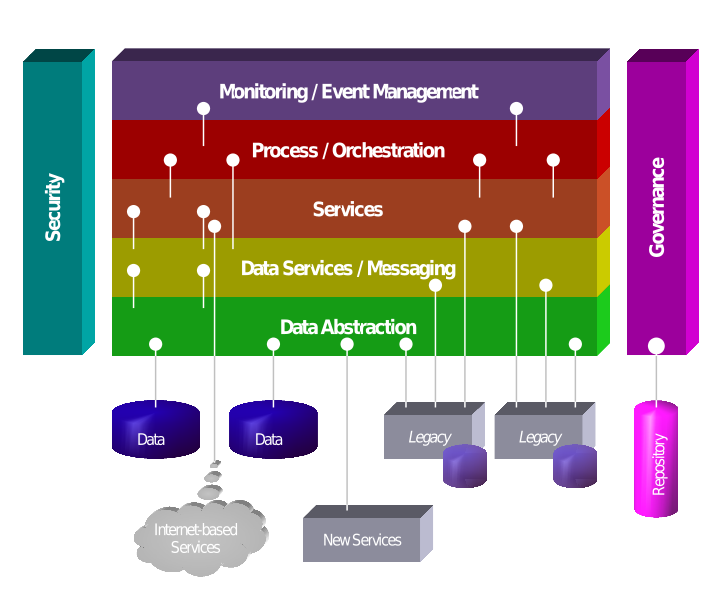 Monitoring / Event Management
Process / Orchestration
Services
Data Services / Messaging
Data Abstraction
Security
Governance
Data
Data
Legacy
Legacy
Repository
Internet-based
Services
New Services